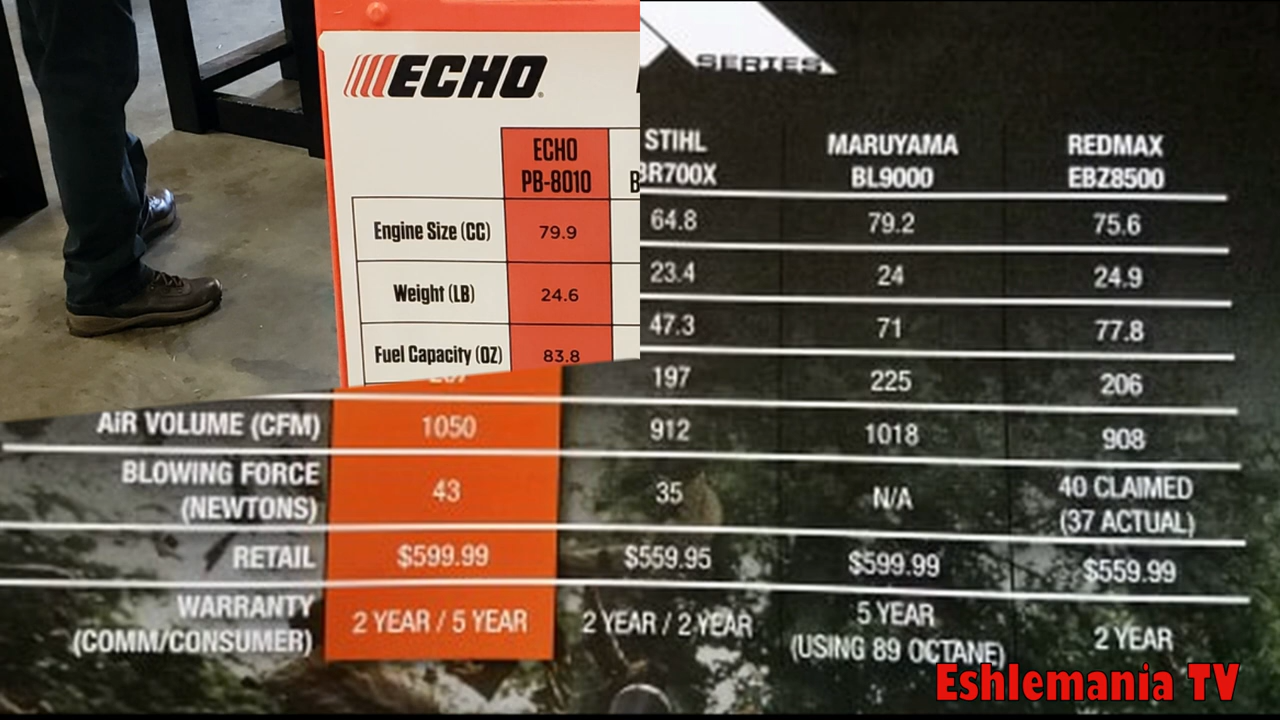 ECHO
SERIES
ECHO
PB-8010
STIHL
BR700X
MARUYAMA
BL9000
REDMAX
EBZ8500
Engine Size (CC) 79.9 64.8 79.2 75.6
Weight (LB) 24.6 23.4 24 24.9
Fuel Capacity (OZ) 83.8 47.3 71 77.8
197 225 206
AiR VOLUME (CFM) 1050 912 1018 908
BLOWING FORCE
(NEWTONS) 43 35 N/A 40 CLAIMED
(37 ACTUAL)
RETAIL $599.99 $559.95 $599.99 $559.99
WARRANTY
(COMM/CONSUMER) 2 YEAR / 5 YEAR 2 YEAR / 2 YEAR 5 YEAR
(USING 89 OCTANE) 2 YEAR
Eshlemania TV